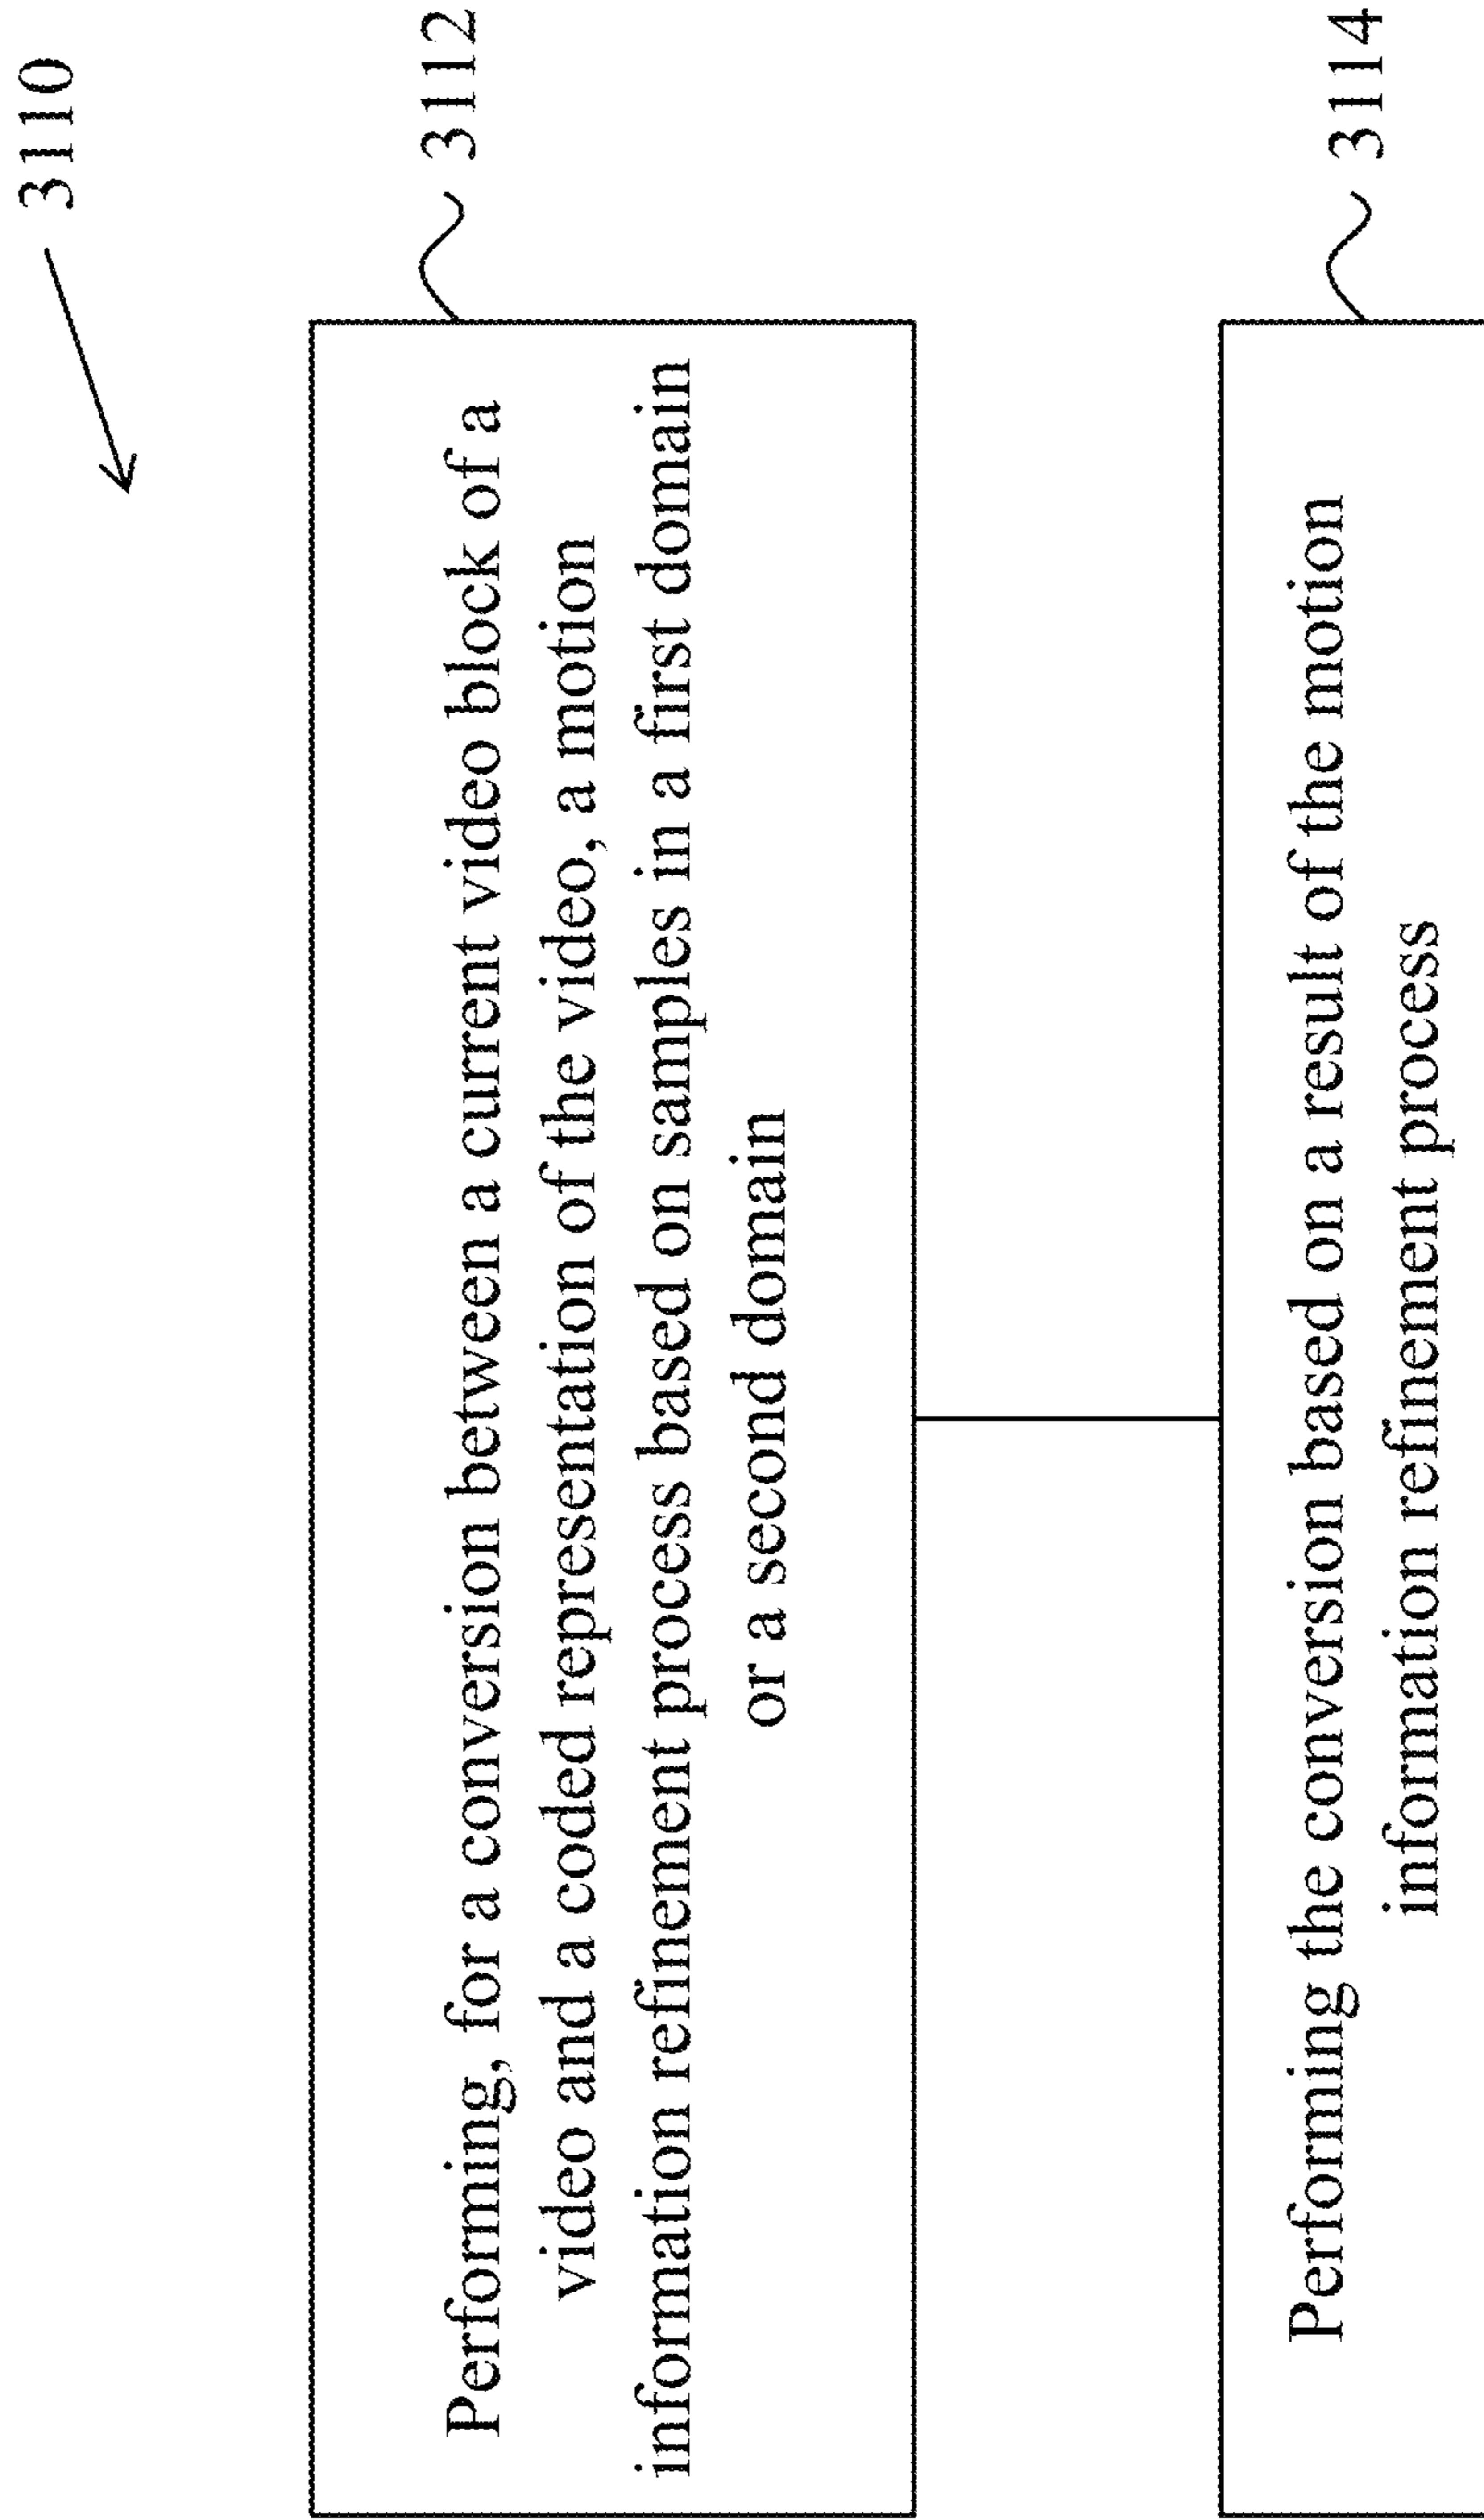 3110
Performing, for a conversion between a current video block of a
video and a coded representation of the video, a motion
information refinement process based on samples in a first domain
or a second domain
3112
Performing the conversion based on a result of the motion
information refinement process
3114